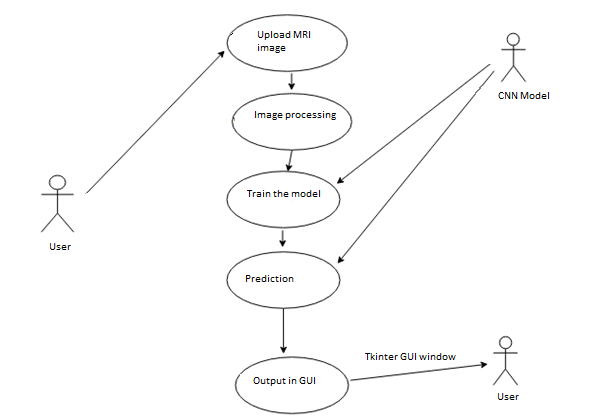 Upload MRI
image
CNN Model
Image processing
Train the model
User
Prediction
Tkinter GUI window
Output in GUI
User